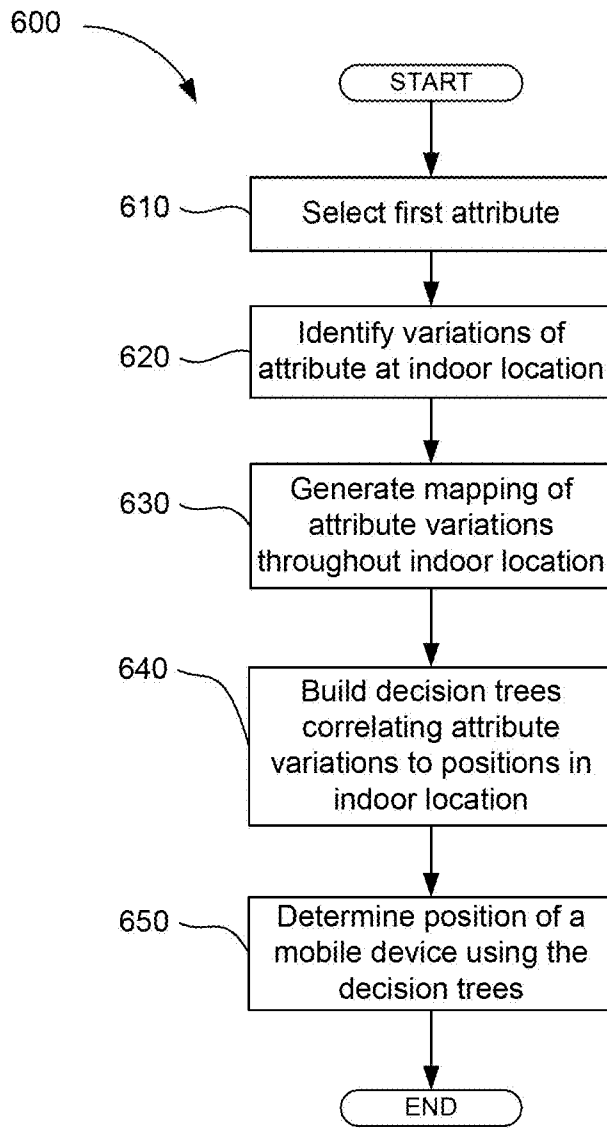 600
START
610
Select first attribute
620
Identify variations of
attribute at indoor location
630
Generate mapping of
attribute variations
throughout indoor location
640
Build decision trees
correlating attribute
variations to positions in
indoor location
650
Determine position of a
mobile device using the
decision trees
END